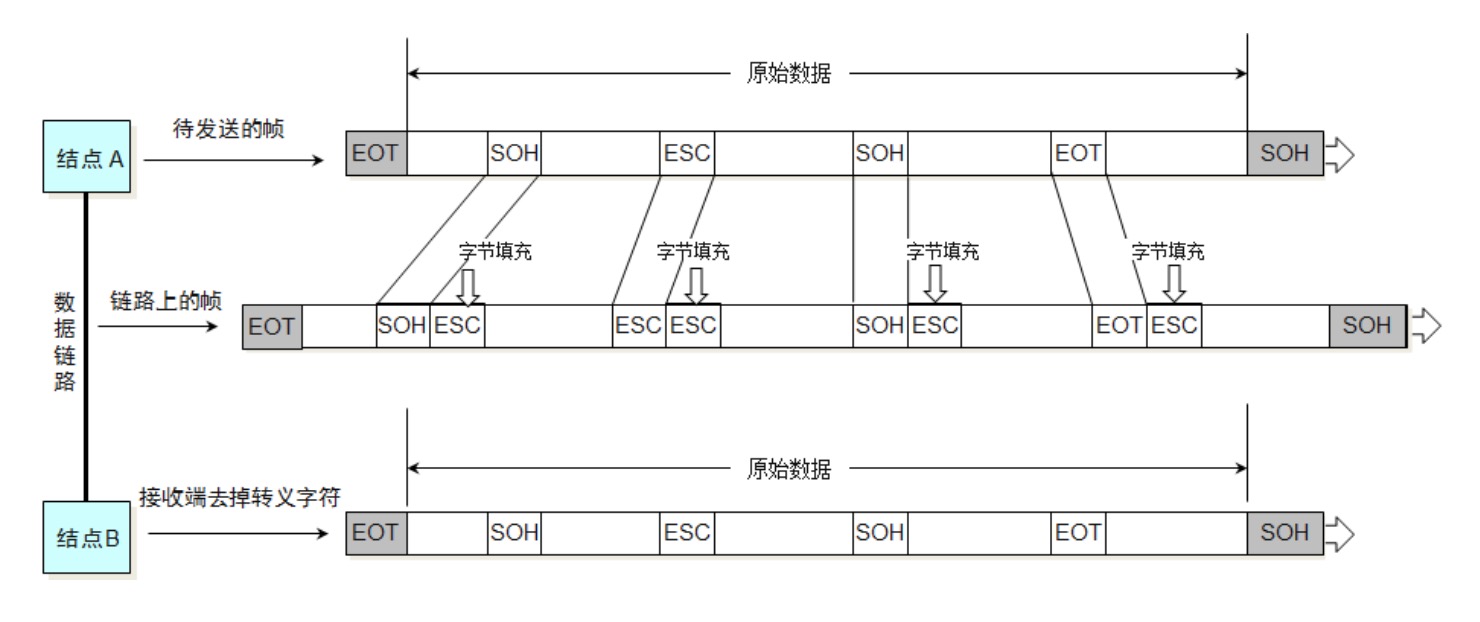 原始数据
待发送的帧
结点 A
EOT SOH ESC SOH EOT SOH
字节填充 字节填充 字节填充 字节填充
数据链路
链路上的帧
EOT SOH ESC ESC ESC SOH ESC EOT ESC SOH
原始数据
接收端去掉转义字符
结点B
EOT SOH ESC SOH EOT SOH